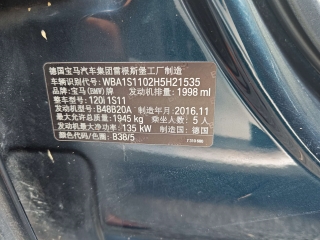 德国宝马汽车集团雷根斯堡工厂制造
车辆识别代号: WBA1S1102H5H21535
品牌: 宝马(BMW)牌 发动机排量: 1998 ml
整车型号: 120i 1S11
发动机型号: B48B20A 制造年月: 2016.11
最大允许总质量: 1945 kg 乘坐人数: 5 人
发动机最大净功率: 135 kW 制造国: 德国
颜色代码/色圈: B38/5